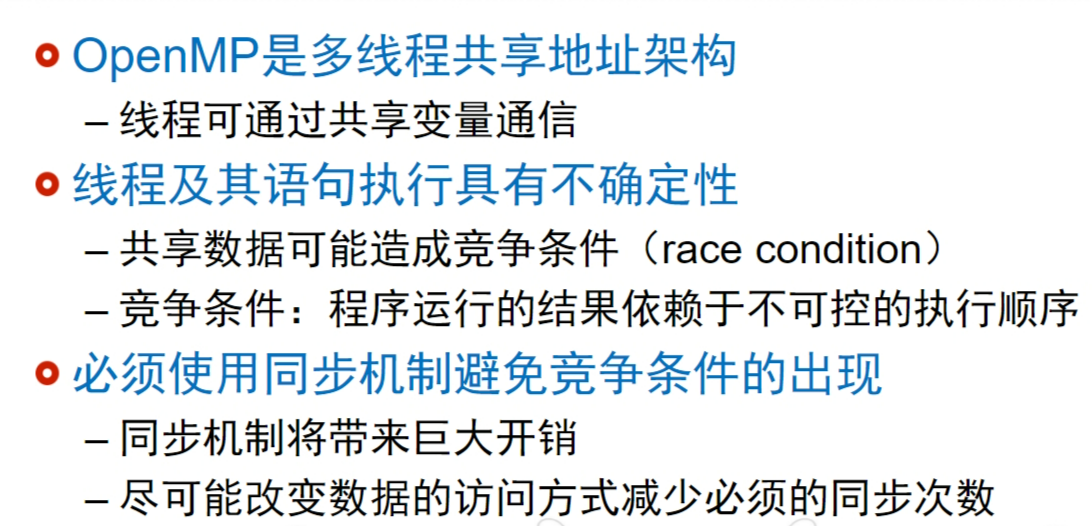 OpenMP是多线程共享地址架构
– 线程可通过共享变量通信
线程及其语句执行具有不确定性
– 共享数据可能造成竞争条件（race condition）
– 竞争条件：程序运行的结果依赖于不可控的执行顺序
必须使用同步机制避免竞争条件的出现
– 同步机制将带来巨大开销
– 尽可能改变数据的访问方式减少必须的同步次数